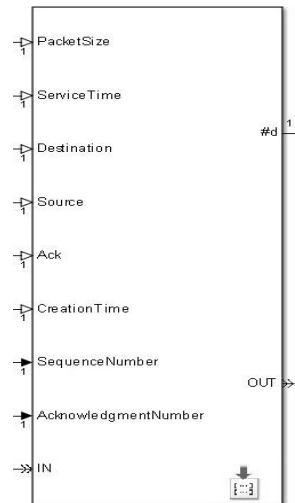 PacketSize
1
ServiceTime
1
#d
1
Destination
1
Source
1
Ack
1
CreationTime
1
SequenceNumber
1
OUT
AcknowledgmentNumber
1
IN